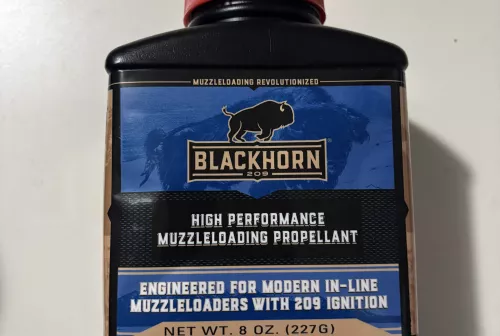 MUZZLELOADING REVOLUTIONIZED
BLACKHORN
209
HIGH PERFORMANCE
MUZZLELOADING PROPELLANT
ENGINEERED FOR MODERN IN-LINE
MUZZLELOADERS WITH 209 IGNITION
NET WT. 8 OZ. (227G)